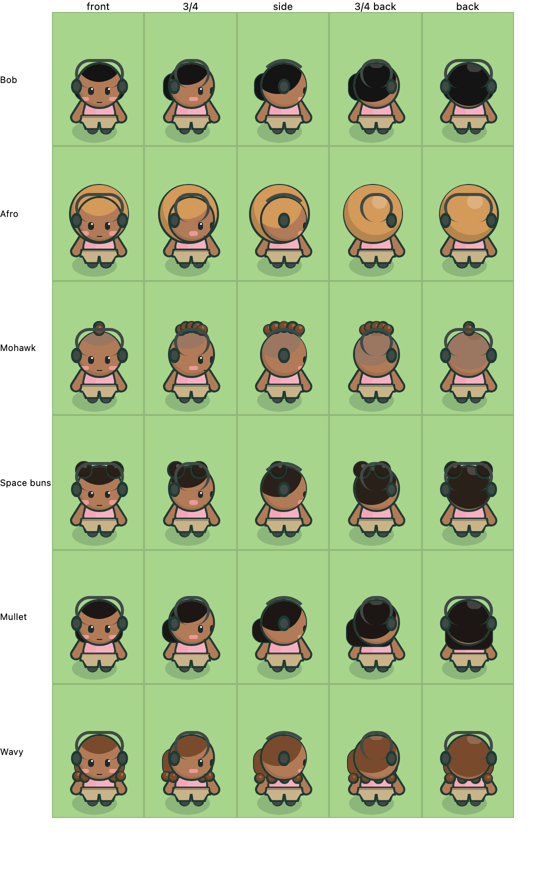 front 3/4 side 3/4 back back
Bob
Afro
Mohawk
Space buns
Mullet
Wavy